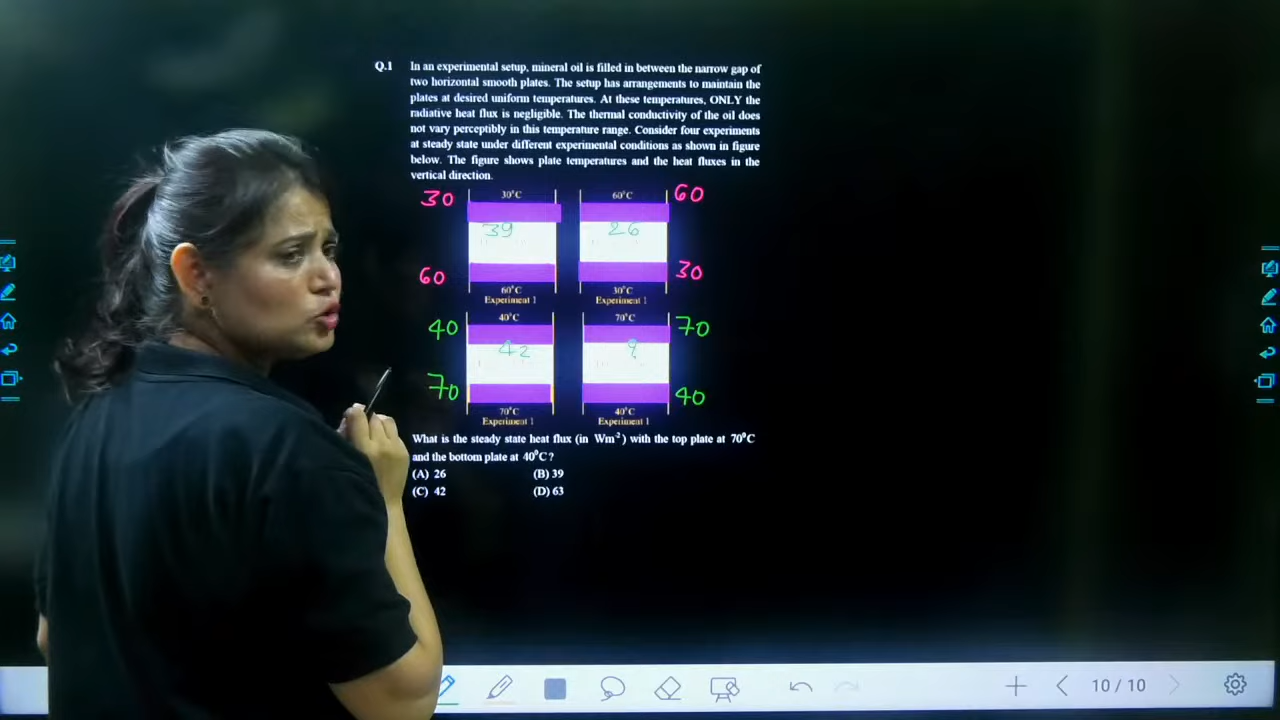 Q.1 In an experimental setup, mineral oil is filled in between the narrow gap of
two horizontal smooth plates. The setup has arrangements to maintain the
plates at desired uniform temperatures. At these temperatures, ONLY the
radiative heat flux is negligible. The thermal conductivity of the oil does
not vary perceptibly in this temperature range. Consider four experiments
at steady state under different experimental conditions as shown in figure
below. The figure shows plate temperatures and the heat fluxes in the
vertical direction.
30 30°C 60°C 60
39 26
60 30
60°C 30°C
Experiment 1 Experiment 1
40°C 70°C
40 70
42 ?
70 40
70°C 40°C
Experiment 1 Experiment 1
What is the steady state heat flux (in Wm⁻²) with the top plate at 70⁰C
and the bottom plate at 40⁰C?
(A) 26 (B) 39
(C) 42 (D) 63
10 / 10